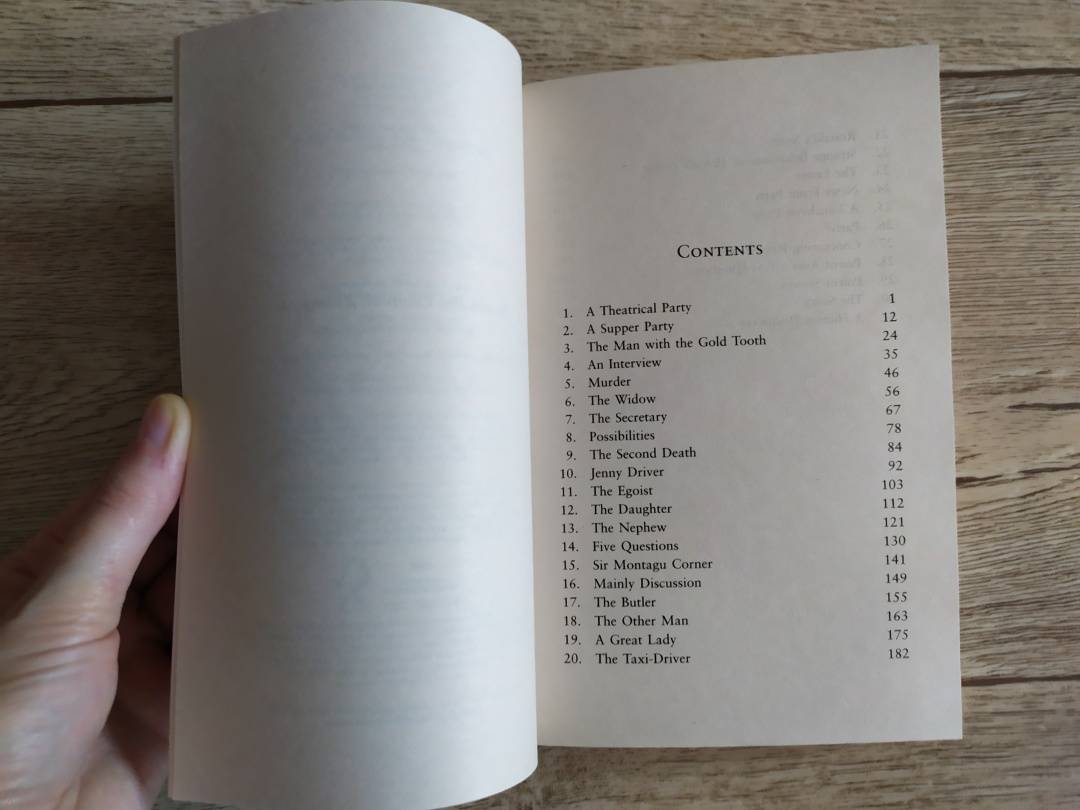 CONTENTS
1. A Theatrical Party 1
2. A Supper Party 12
3. The Man with the Gold Tooth 24
4. An Interview 35
5. Murder 46
6. The Widow 56
7. The Secretary 67
8. Possibilities 78
9. The Second Death 84
10. Jenny Driver 92
11. The Egoist 103
12. The Daughter 112
13. The Nephew 121
14. Five Questions 130
15. Sir Montagu Corner 141
16. Mainly Discussion 149
17. The Butler 155
18. The Other Man 163
19. A Great Lady 175
20. The Taxi-Driver 182